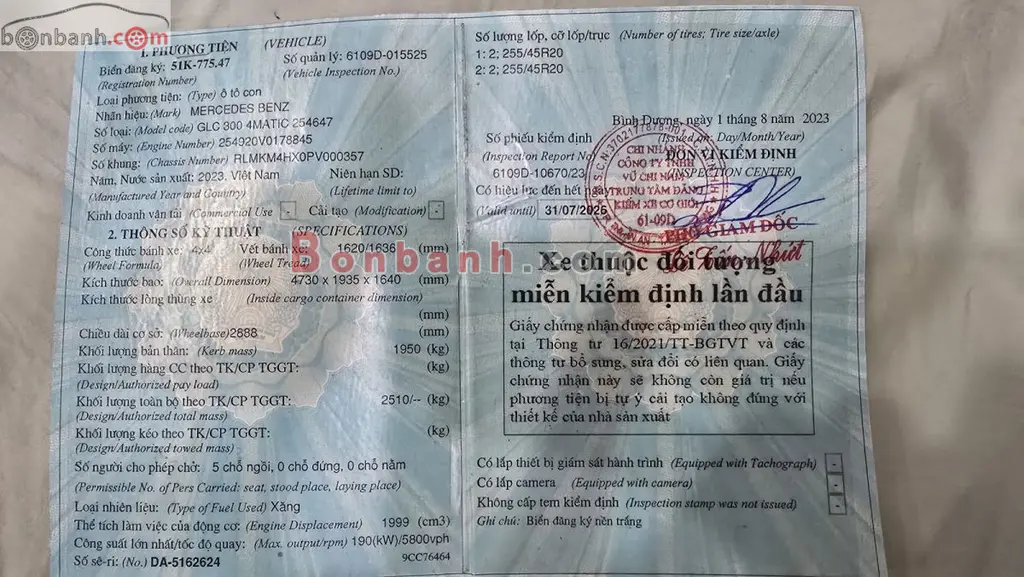 bonbanh.com
1. PHƯƠNG TIỆN (VEHICLE)
Biển đăng ký: 51K-775.47 Số quản lý: 6109D-015525
(Registration Number) (Vehicle Inspection No.)
Loại phương tiện: (Type) ô tô con
Nhãn hiệu: (Mark) MERCEDES BENZ
Số loại: (Model code) GLC 300 4MATIC 254647
Số máy: (Engine Number) 254920V0178845
Số khung: (Chassis Number) RLMKM4HX0PV000357
Năm, Nước sản xuất: 2023, Việt Nam Niên hạn SD:
(Manufactured Year and Country) (Lifetime limit to)
Kinh doanh vận tải (Commercial Use - Cải tạo (Modification) -
2. THÔNG SỐ KỸ THUẬT (SPECIFICATIONS)
Công thức bánh xe: 4x4 Vết bánh xe: 1620/1636 (mm)
(Wheel Formula) (Wheel Tread)
Kích thước bao: (Overall Dimension) 4730 x 1935 x 1640 (mm)
Kích thước lòng thùng xe (Inside cargo container dimension)
(mm)
Chiều dài cơ sở: (Wheelbase) 2888 (mm)
Khối lượng bản thân: (Kerb mass) 1950 (kg)
Khối lượng hàng CC theo TK/CP TGGT: (kg)
(Design/Authorized pay load)
Khối lượng toàn bộ theo TK/CP TGGT: 2510/-- (kg)
(Design/Authorized total mass)
Khối lượng kéo theo TK/CP TGGT: (kg)
(Design/Authorized towed mass)
Số người cho phép chở: 5 chỗ ngồi, 0 chỗ đứng, 0 chỗ nằm
(Permissible No. of Pers Carried: seat, stood place, laying place)
Loại nhiên liệu: (Type of Fuel Used) Xăng
Thể tích làm việc của động cơ: (Engine Displacement) 1999 (cm3)
Công suất lớn nhất/tốc độ quay: (Max. output/rpm) 190(kW)/5800vph
Số sê-ri: (No.) DA-5162624 9CC76464
Số lượng lốp, cỡ lốp/trục (Number of tires; Tire size/axle)
1: 2; 255/45R20
2: 2; 255/45R20
Bình Dương, ngày 1 tháng 8 năm 2023
Số phiếu kiểm định (Issued on: Day/Month/Year)
(Inspection Report No) ĐƠN VỊ KIỂM ĐỊNH
6109D-10670/23 (INSPECTION CENTER)
Có hiệu lực đến hết ngày
(Valid until) 31/07/2026
PHÓ GIÁM ĐỐC
CHI NHÁNH
CÔNG TY TNHH
VŨ CHÍ NAM
TRUNG TÂM ĐĂNG
KIỂM XE CƠ GIỚI
61-09D
Bonbanh
Xe thuộc đối tượng
miễn kiểm định lần đầu
Giấy chứng nhận được cấp miễn theo quy định
tại Thông tư 16/2021/TT-BGTVT và các
thông tư bổ sung, sửa đổi có liên quan. Giấy
chứng nhận này sẽ không còn giá trị nếu
phương tiện bị tự ý cải tạo không đúng với
thiết kế của nhà sản xuất
Có lắp thiết bị giám sát hành trình (Equipped with Tachograph) -
Có lắp camera (Equipped with camera) -
Không cấp tem kiểm định (Inspection stamp was not issued) -
Ghi chú: Biển đăng ký nền trắng